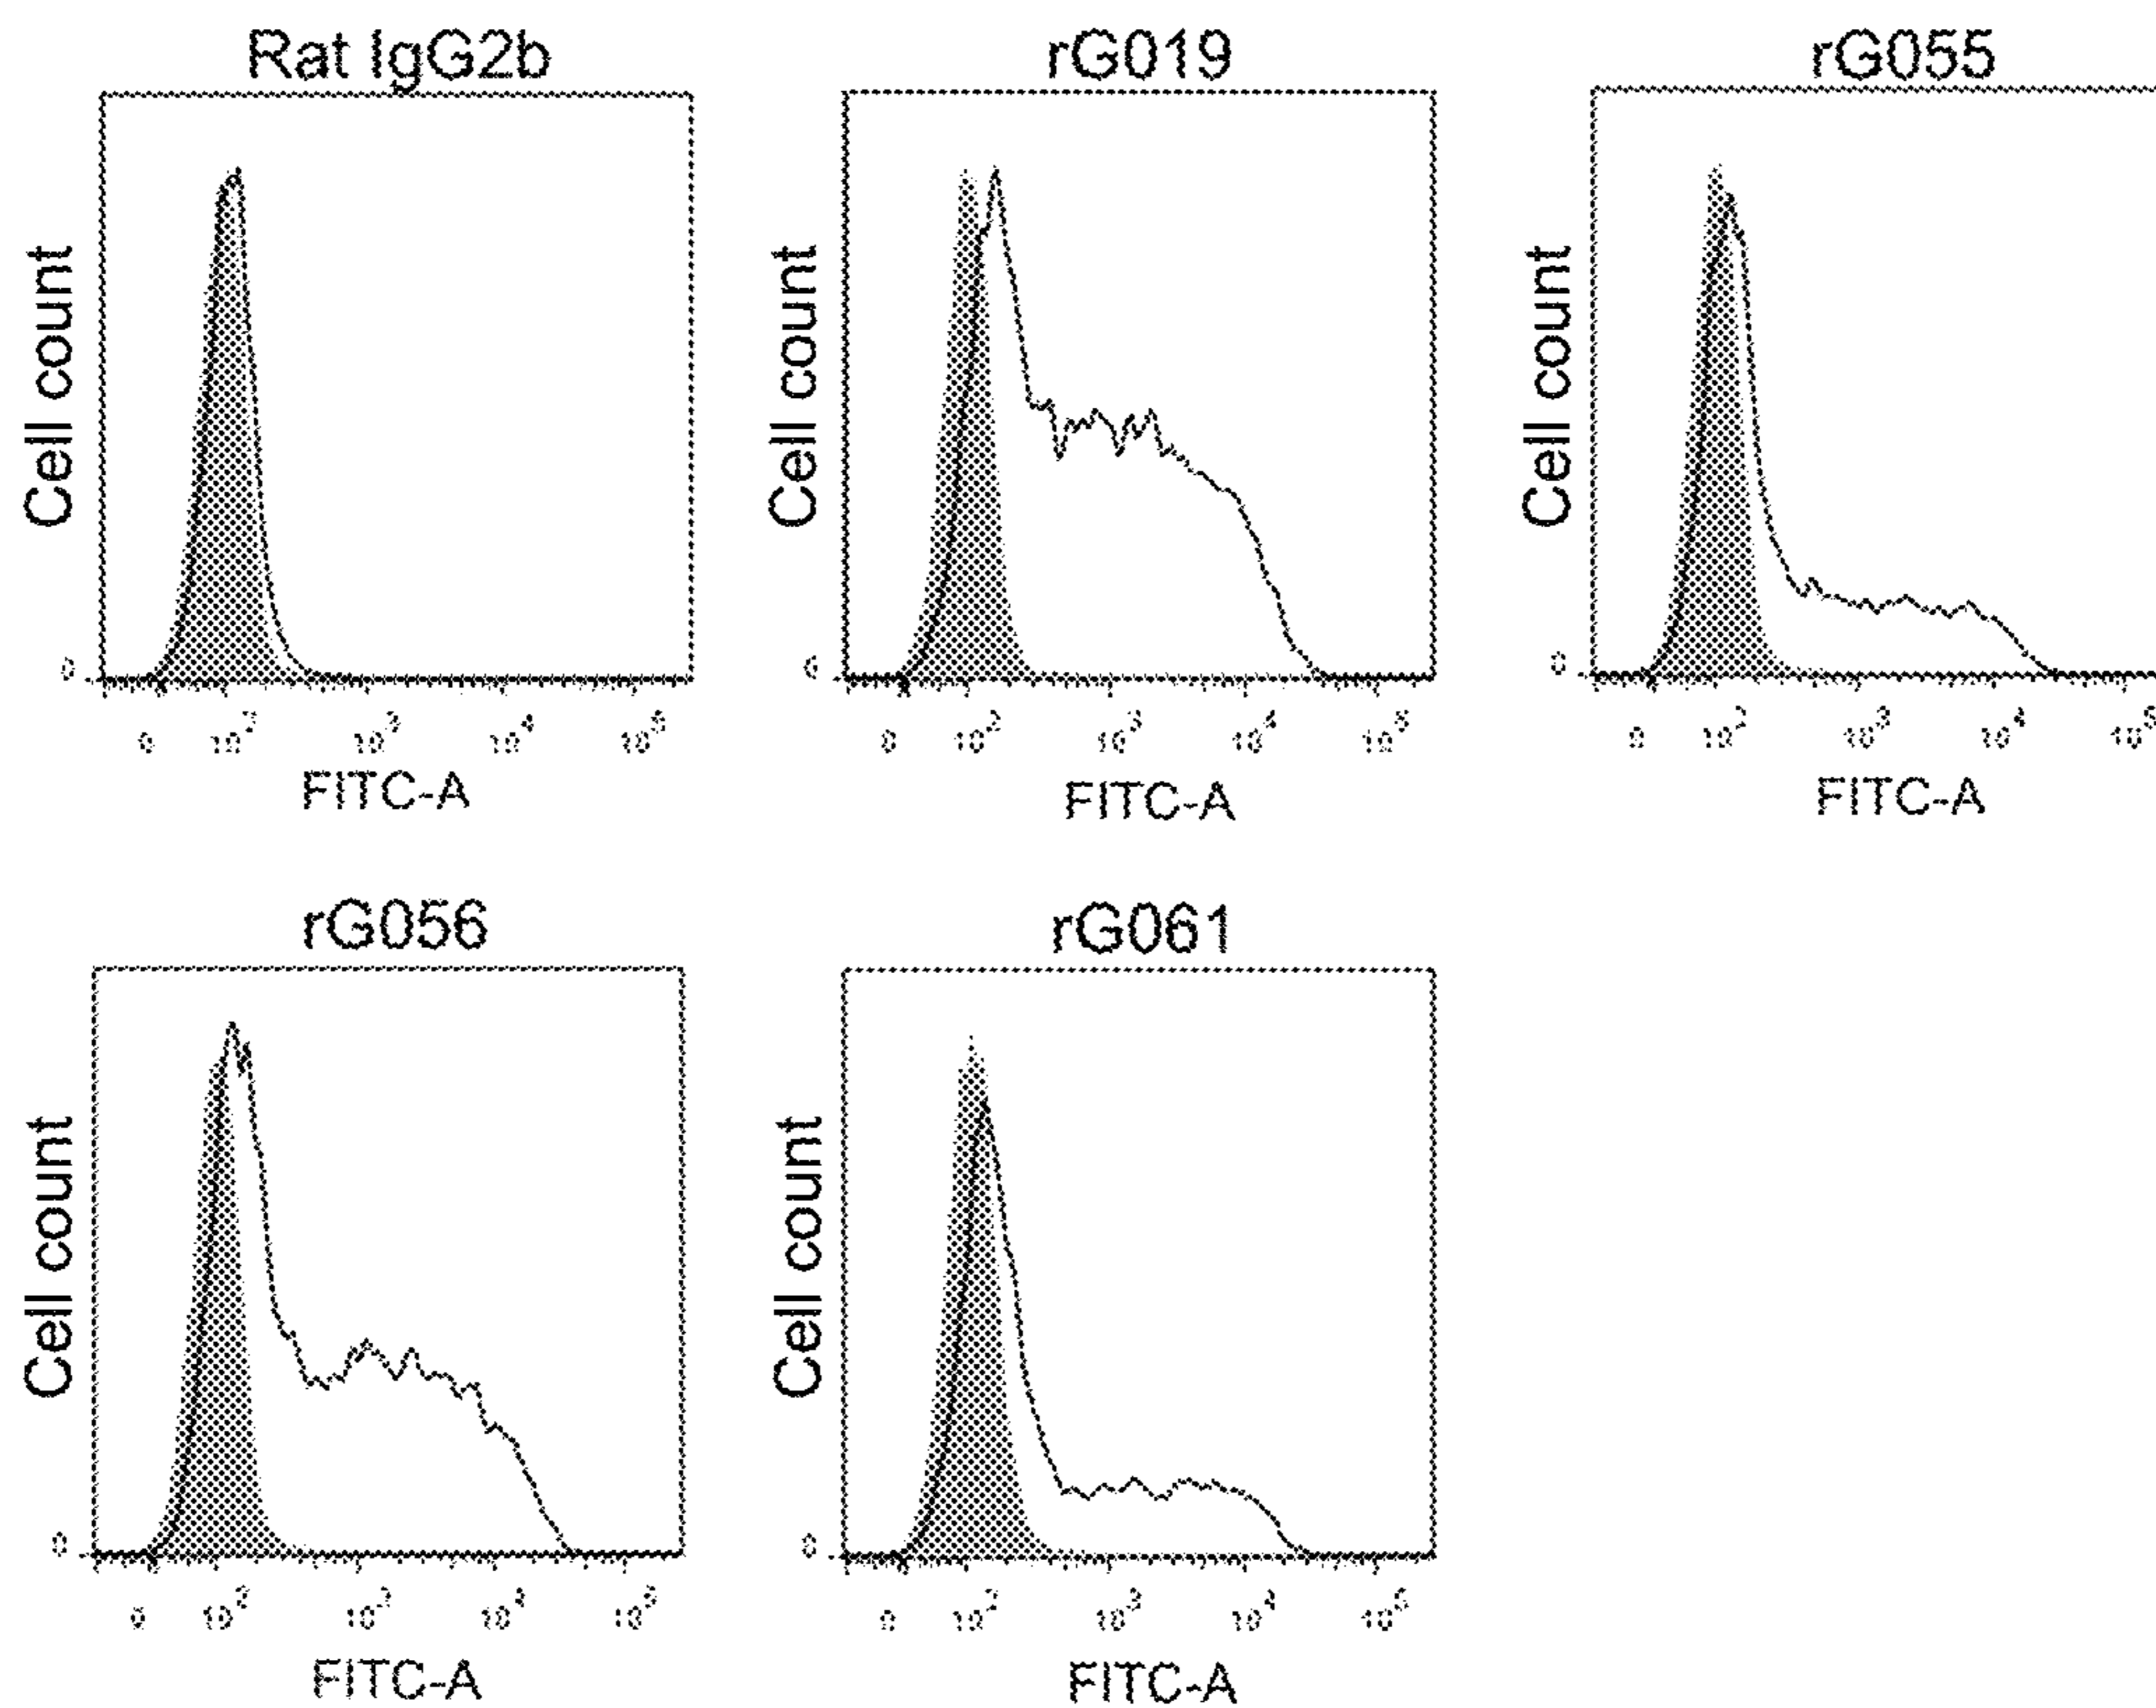 Rat IgG2b
Cell count
0
0 10² 10³ 10⁴ 10⁵
FITC-A
rG019
Cell count
0
0 10² 10³ 10⁴ 10⁵
FITC-A
rG055
Cell count
0
0 10² 10³ 10⁴ 10⁵
FITC-A
rG056
Cell count
0
0 10² 10³ 10⁴ 10⁵
FITC-A
rG061
Cell count
0
0 10² 10³ 10⁴ 10⁵
FITC-A